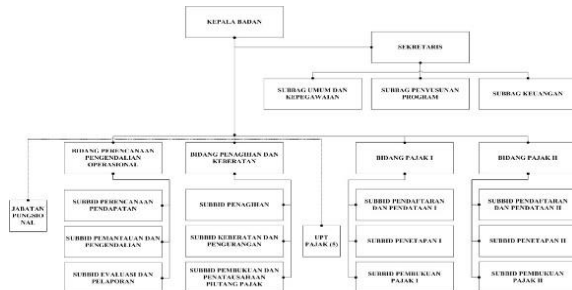 KEPALA BADAN
SEKRETARIS
SUBBAG UMUM DAN
KEPEGAWAIAN
SUBBAG PENYUSUNAN
PROGRAM
SUBBAG KEUANGAN
BIDANG PERENCANAAN
PENGENDALIAN
OPERASIONAL
BIDANG PENAGIHAN DAN
KEBERATAN
BIDANG PAJAK I
BIDANG PAJAK II
JABATAN
FUNGSIO
NAL
SUBBID PERENCANAAN
PENDAPATAN
SUBBID PEMANTAUAN DAN
PENGENDALIAN
SUBBID EVALUASI DAN
PELAPORAN
SUBBID PENAGIHAN
SUBBID KEBERATAN DAN
PENGURANGAN
SUBBID PEMBUKUAN DAN
PENATAUSAHAAN
PIUTANG PAJAK
UPT
PAJAK (5)
SUBBID PENDAFTARAN
DAN PENDATAAN I
SUBBID PENETAPAN I
SUBBID PEMBUKUAN
PAJAK I
SUBBID PENDAFTARAN
DAN PENDATAAN II
SUBBID PENETAPAN II
SUBBID PEMBUKUAN
PAJAK II